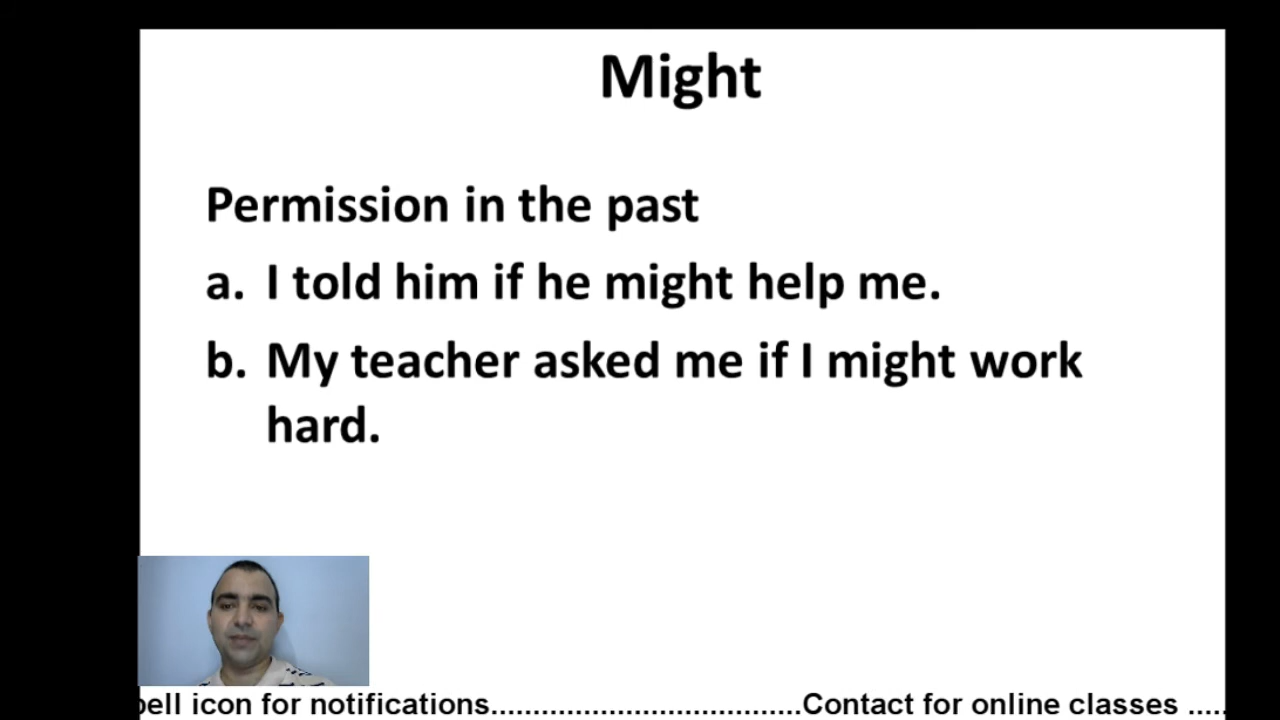 Might
Permission in the past
a. I told him if he might help me.
b. My teacher asked me if I might work
hard.
bell icon for notifications.....................................Contact for online classes .....